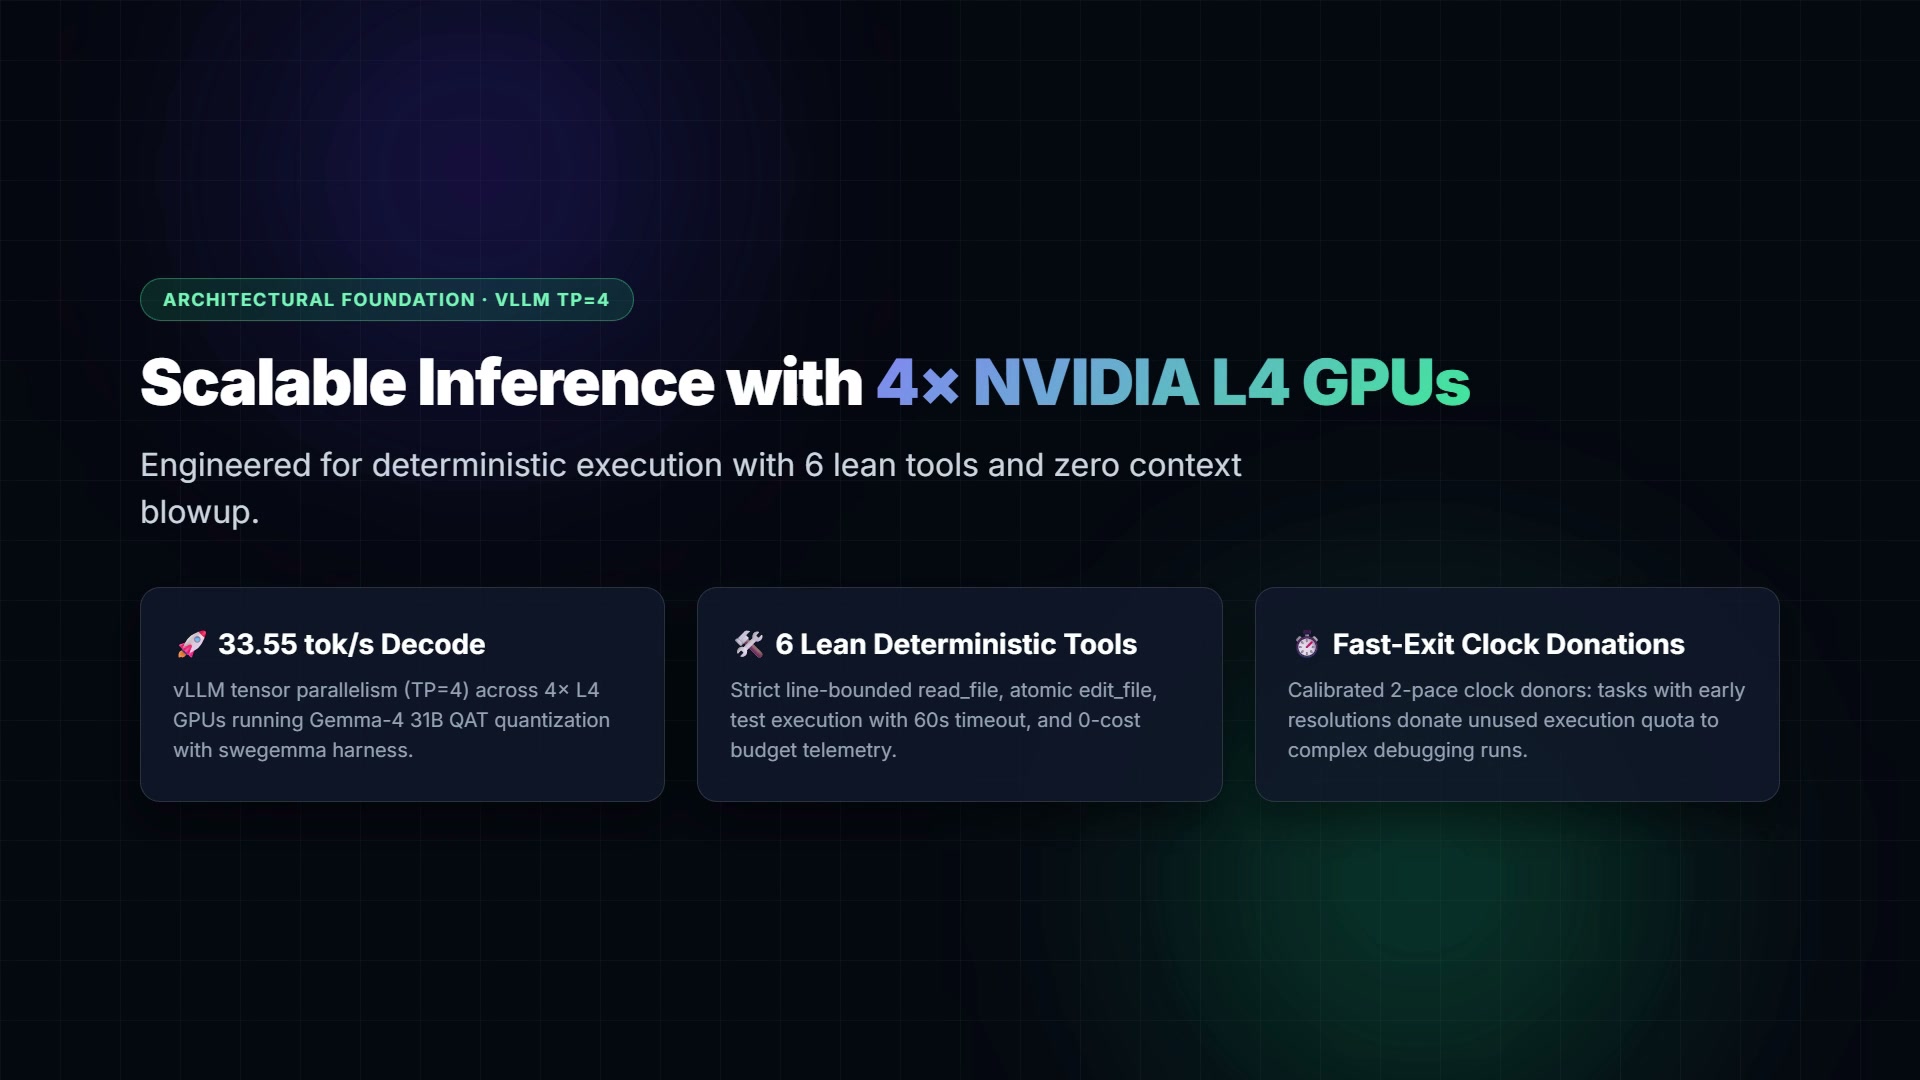 ARCHITECTURAL FOUNDATION · VLLM TP=4
Scalable Inference with 4× NVIDIA L4 GPUs
Engineered for deterministic execution with 6 lean tools and zero context
blowup.
🚀 33.55 tok/s Decode
vLLM tensor parallelism (TP=4) across 4× L4
GPUs running Gemma-4 31B QAT quantization
with swegemma harness.
🛠️ 6 Lean Deterministic Tools
Strict line-bounded read_file, atomic edit_file,
test execution with 60s timeout, and 0-cost
budget telemetry.
⏱️ Fast-Exit Clock Donations
Calibrated 2-pace clock donors: tasks with early
resolutions donate unused execution quota to
complex debugging runs.